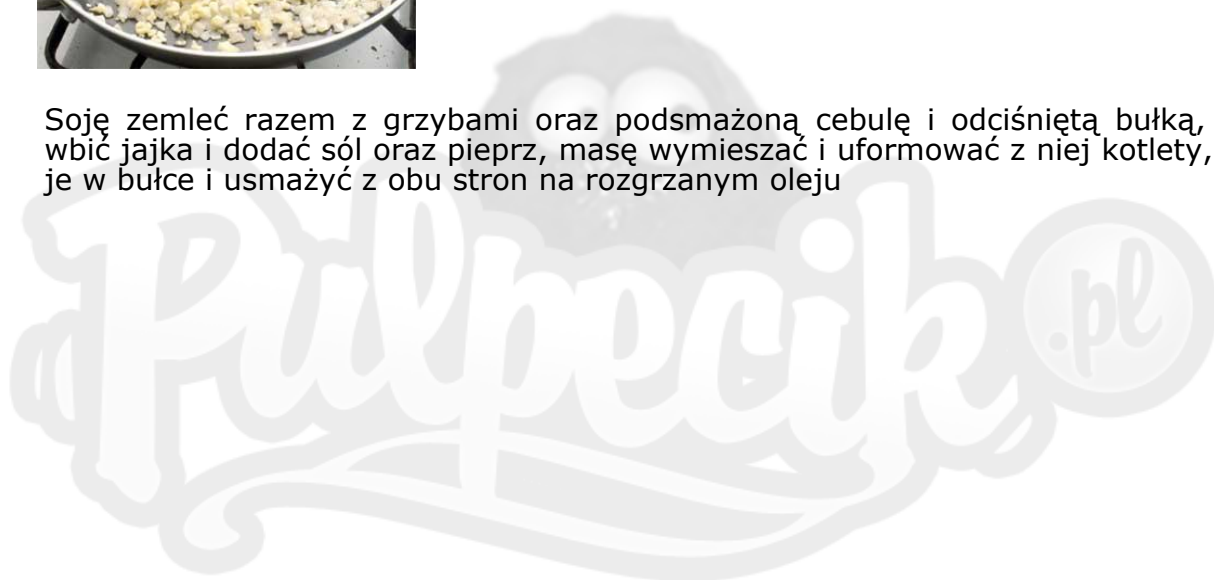 Soję zemleć razem z grzybami oraz podsmażoną cebulę i odciśniętą bułką,
wbić jajka i dodać sól oraz pieprz, masę wymieszać i uformować z niej kotlety,
je w bułce i usmażyć z obu stron na rozgrzanym oleju
Pulpecik.pl